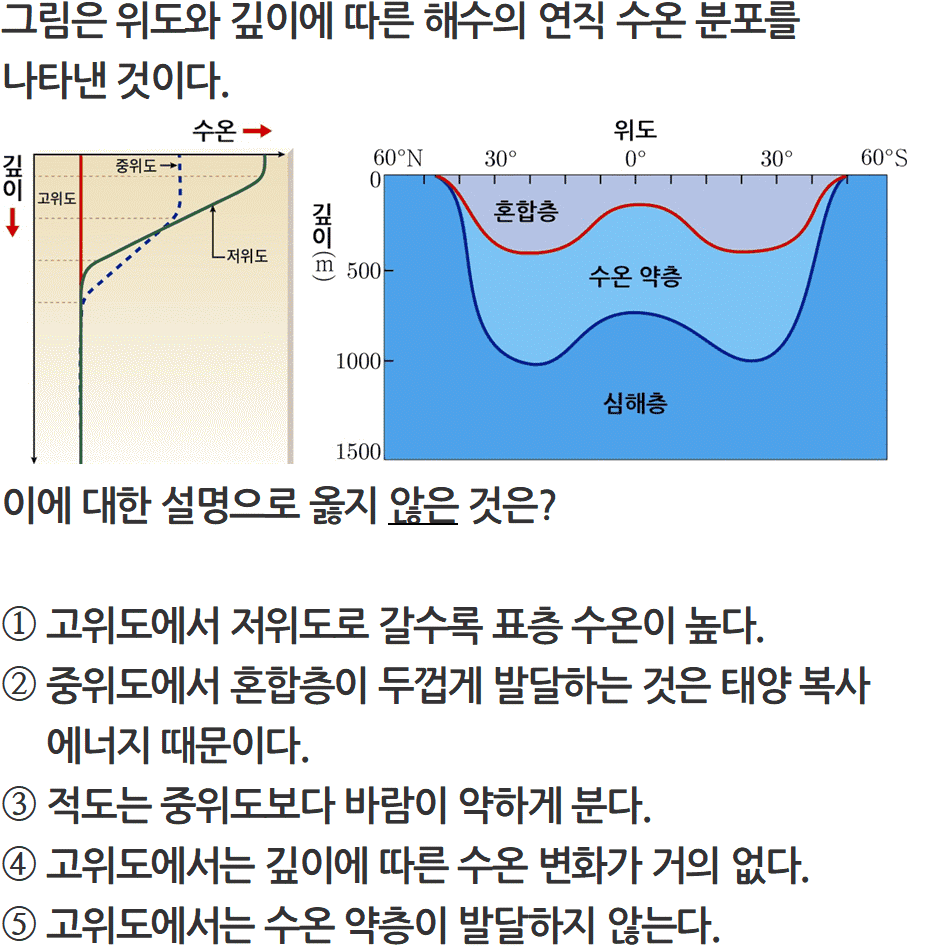 그림은 위도와 깊이에 따른 해수의 연직 수온 분포를
나타낸 것이다.
수온
깊이
중위도
고위도
저위도
위도
60°N 30° 0° 30° 60°S
깊이(m)
0
500
1000
1500
혼합층
수온 약층
심해층
이에 대한 설명으로 옳지 않은 것은?
① 고위도에서 저위도로 갈수록 표층 수온이 높다.
② 중위도에서 혼합층이 두껍게 발달하는 것은 태양 복사
에너지 때문이다.
③ 적도는 중위도보다 바람이 약하게 분다.
④ 고위도에서는 깊이에 따른 수온 변화가 거의 없다.
⑤ 고위도에서는 수온 약층이 발달하지 않는다.